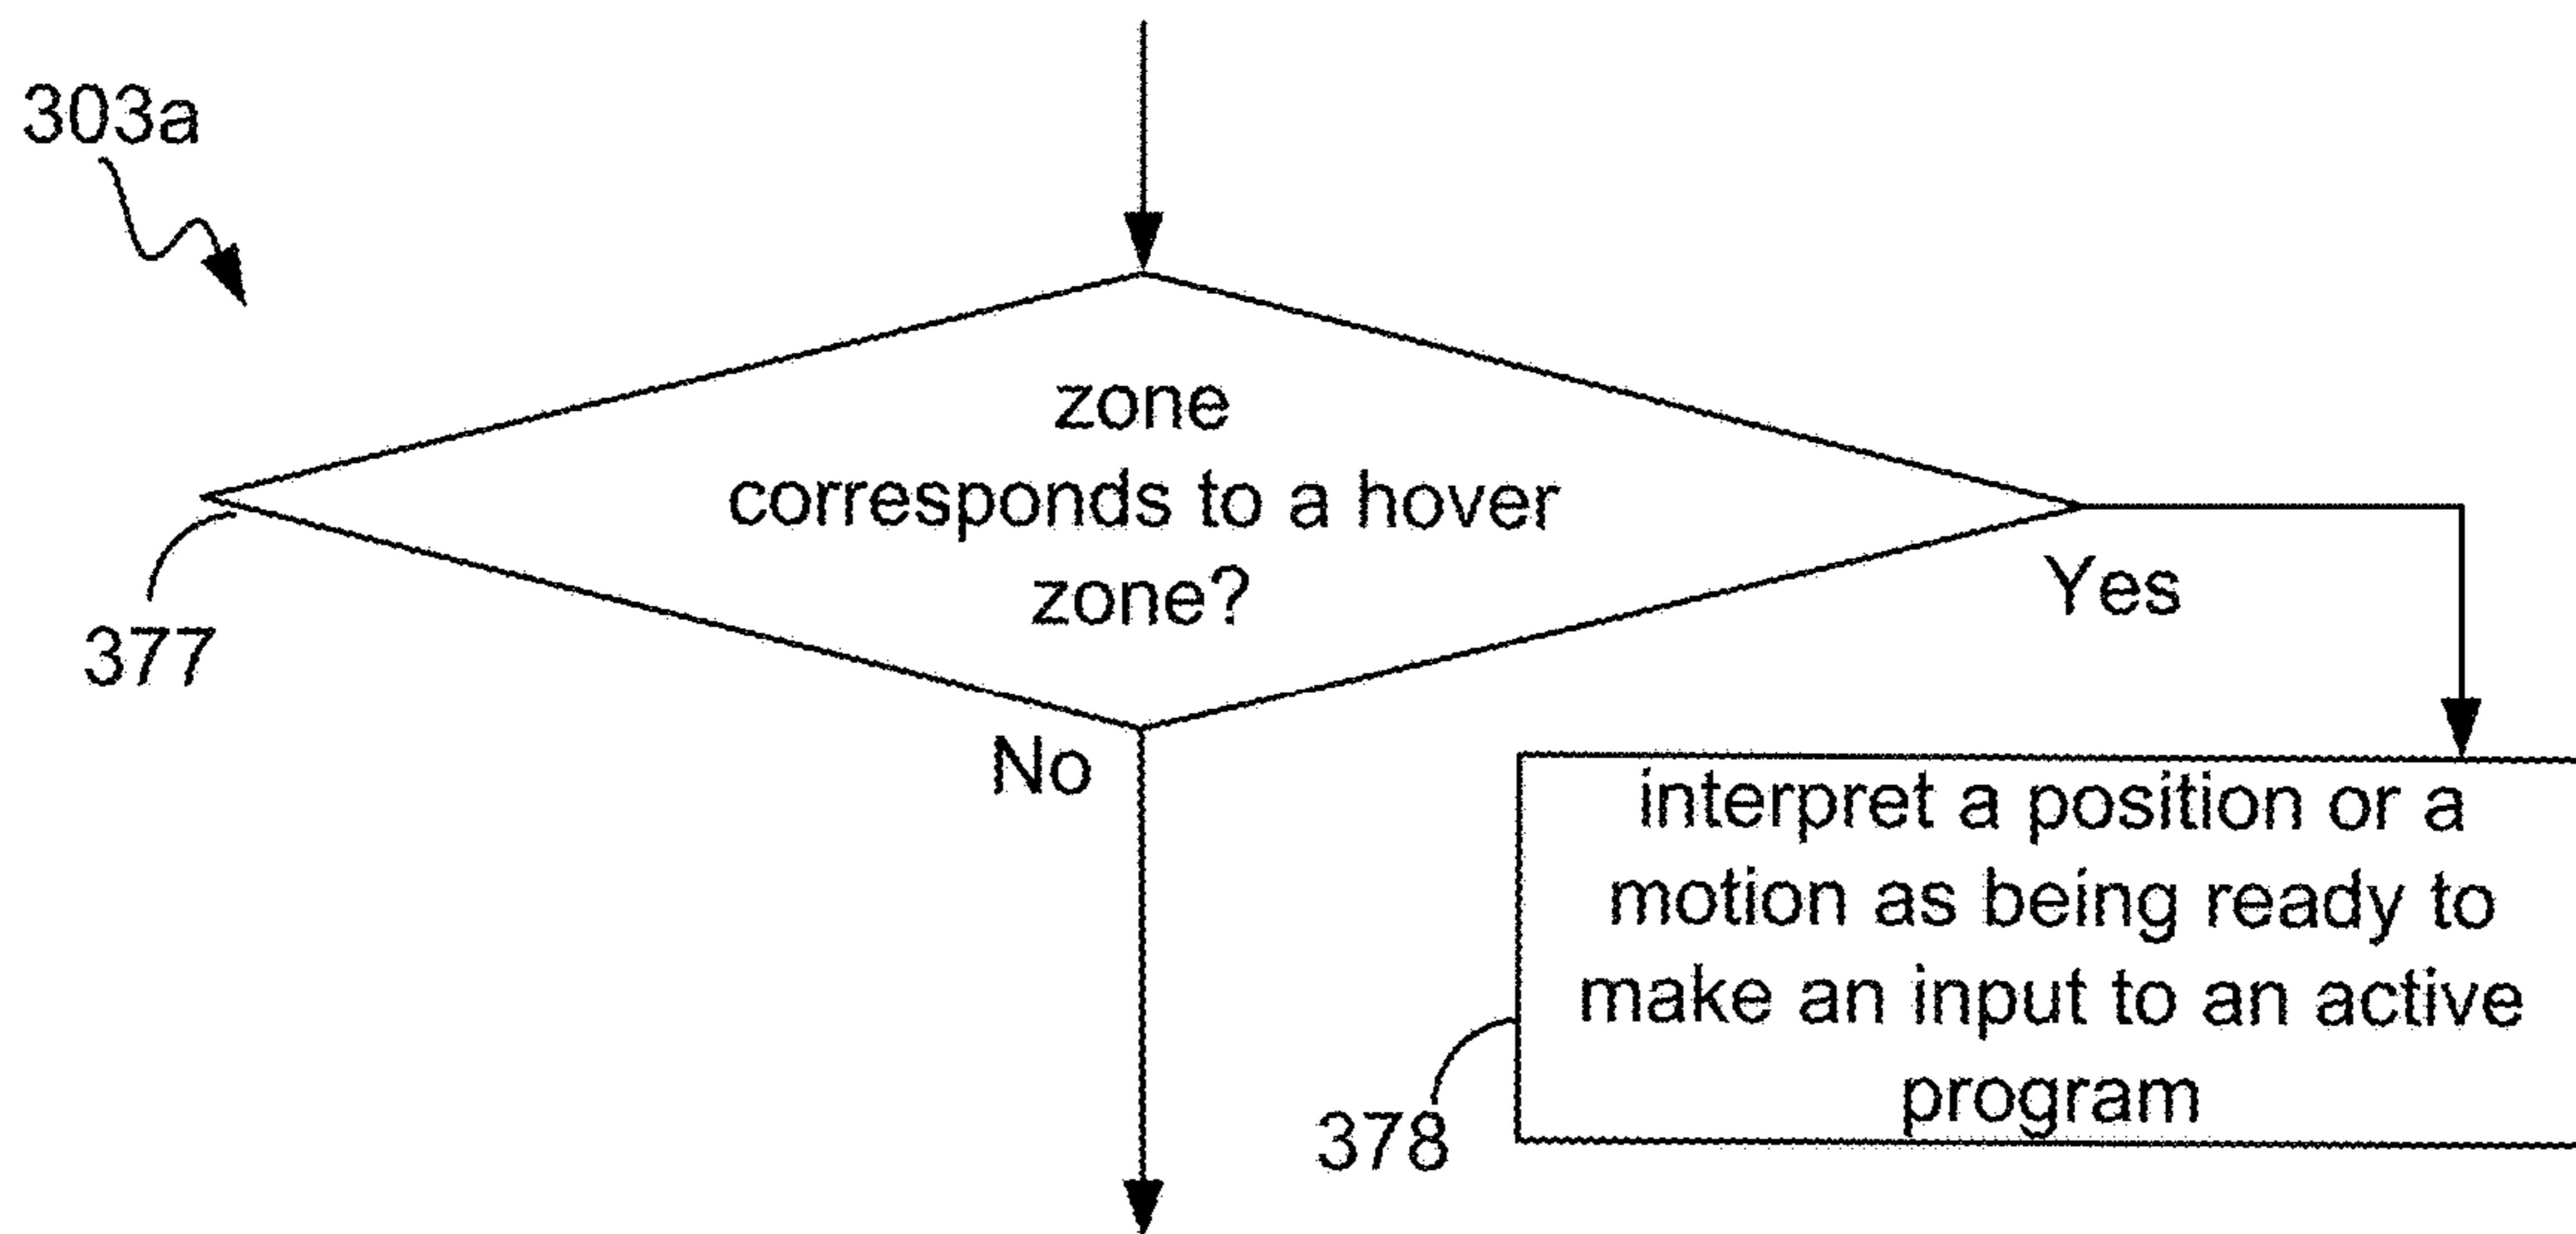 303a
zone
corresponds to a hover
zone?
377
Yes
No
interpret a position or a
motion as being ready to
make an input to an active
program
378